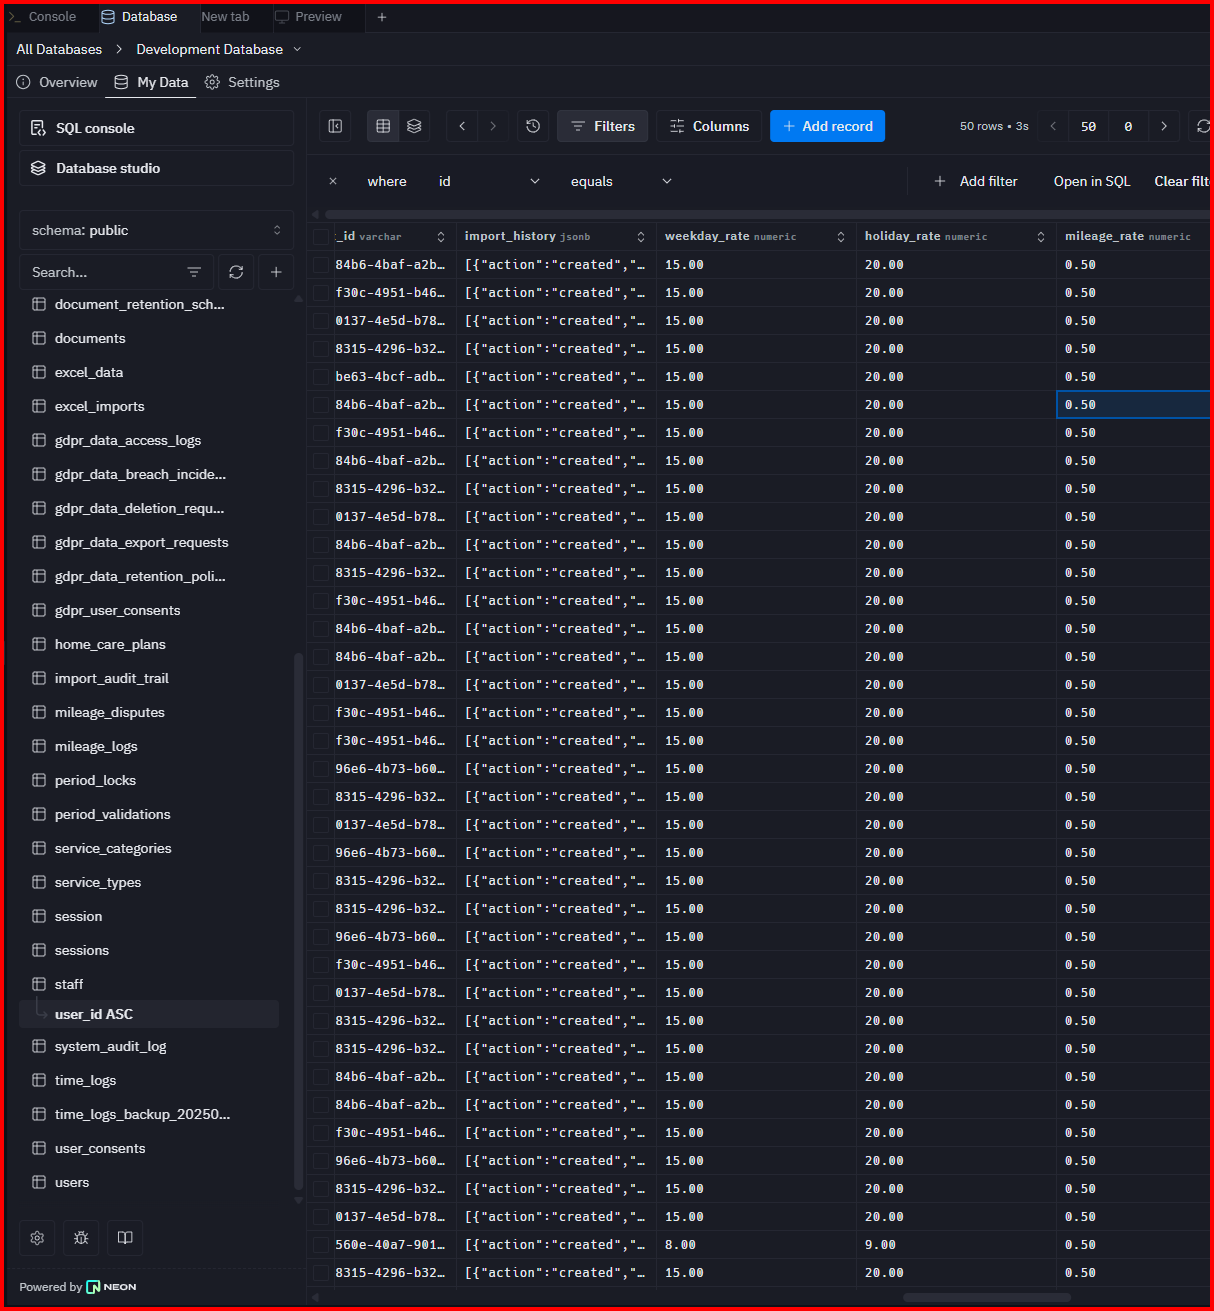 Console Database New tab Preview
All Databases > Development Database
Overview My Data Settings
SQL console
Database studio
schema: public
Search...
document_retention_sch...
documents
excel_data
excel_imports
gdpr_data_access_logs
gdpr_data_breach_incide...
gdpr_data_deletion_requ...
gdpr_data_export_requests
gdpr_data_retention_poli...
gdpr_user_consents
home_care_plans
import_audit_trail
mileage_disputes
mileage_logs
period_locks
period_validations
service_categories
service_types
session
sessions
staff
user_id ASC
system_audit_log
time_logs
time_logs_backup_20250...
user_consents
users
Powered by NEON
Filters Columns + Add record 50 rows • 3s 50 0
× where id equals + Add filter Open in SQL Clear filt
:_id varchar import_history jsonb weekday_rate numeric holiday_rate numeric mileage_rate numeric
84b6-4baf-a2b… [{"action":"created","… 15.00 20.00 0.50
f30c-4951-b46… [{"action":"created","… 15.00 20.00 0.50
0137-4e5d-b78… [{"action":"created","… 15.00 20.00 0.50
8315-4296-b32… [{"action":"created","… 15.00 20.00 0.50
be63-4bcf-adb… [{"action":"created","… 15.00 20.00 0.50
84b6-4baf-a2b… [{"action":"created","… 15.00 20.00 0.50
f30c-4951-b46… [{"action":"created","… 15.00 20.00 0.50
84b6-4baf-a2b… [{"action":"created","… 15.00 20.00 0.50
8315-4296-b32… [{"action":"created","… 15.00 20.00 0.50
0137-4e5d-b78… [{"action":"created","… 15.00 20.00 0.50
84b6-4baf-a2b… [{"action":"created","… 15.00 20.00 0.50
8315-4296-b32… [{"action":"created","… 15.00 20.00 0.50
f30c-4951-b46… [{"action":"created","… 15.00 20.00 0.50
84b6-4baf-a2b… [{"action":"created","… 15.00 20.00 0.50
84b6-4baf-a2b… [{"action":"created","… 15.00 20.00 0.50
0137-4e5d-b78… [{"action":"created","… 15.00 20.00 0.50
f30c-4951-b46… [{"action":"created","… 15.00 20.00 0.50
f30c-4951-b46… [{"action":"created","… 15.00 20.00 0.50
96e6-4b73-b60… [{"action":"created","… 15.00 20.00 0.50
8315-4296-b32… [{"action":"created","… 15.00 20.00 0.50
0137-4e5d-b78… [{"action":"created","… 15.00 20.00 0.50
96e6-4b73-b60… [{"action":"created","… 15.00 20.00 0.50
8315-4296-b32… [{"action":"created","… 15.00 20.00 0.50
8315-4296-b32… [{"action":"created","… 15.00 20.00 0.50
96e6-4b73-b60… [{"action":"created","… 15.00 20.00 0.50
f30c-4951-b46… [{"action":"created","… 15.00 20.00 0.50
0137-4e5d-b78… [{"action":"created","… 15.00 20.00 0.50
8315-4296-b32… [{"action":"created","… 15.00 20.00 0.50
8315-4296-b32… [{"action":"created","… 15.00 20.00 0.50
84b6-4baf-a2b… [{"action":"created","… 15.00 20.00 0.50
84b6-4baf-a2b… [{"action":"created","… 15.00 20.00 0.50
f30c-4951-b46… [{"action":"created","… 15.00 20.00 0.50
96e6-4b73-b60… [{"action":"created","… 15.00 20.00 0.50
8315-4296-b32… [{"action":"created","… 15.00 20.00 0.50
0137-4e5d-b78… [{"action":"created","… 15.00 20.00 0.50
560e-40a7-901… [{"action":"created","… 8.00 9.00 0.50
8315-4296-b32… [{"action":"created","… 15.00 20.00 0.50